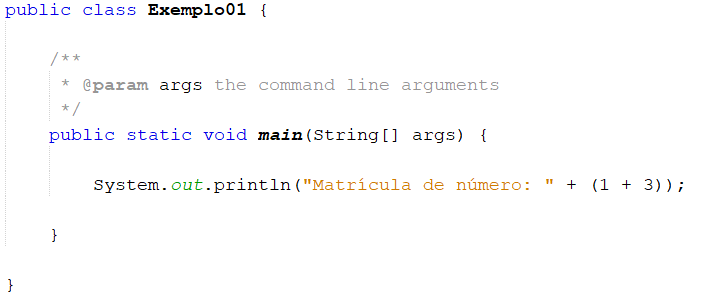 public class Exemplo01 {
/**
* @param args the command line arguments
*/
public static void main(String[] args) {
System.out.println("Matrícula de número: " + (1 + 3));
}
}